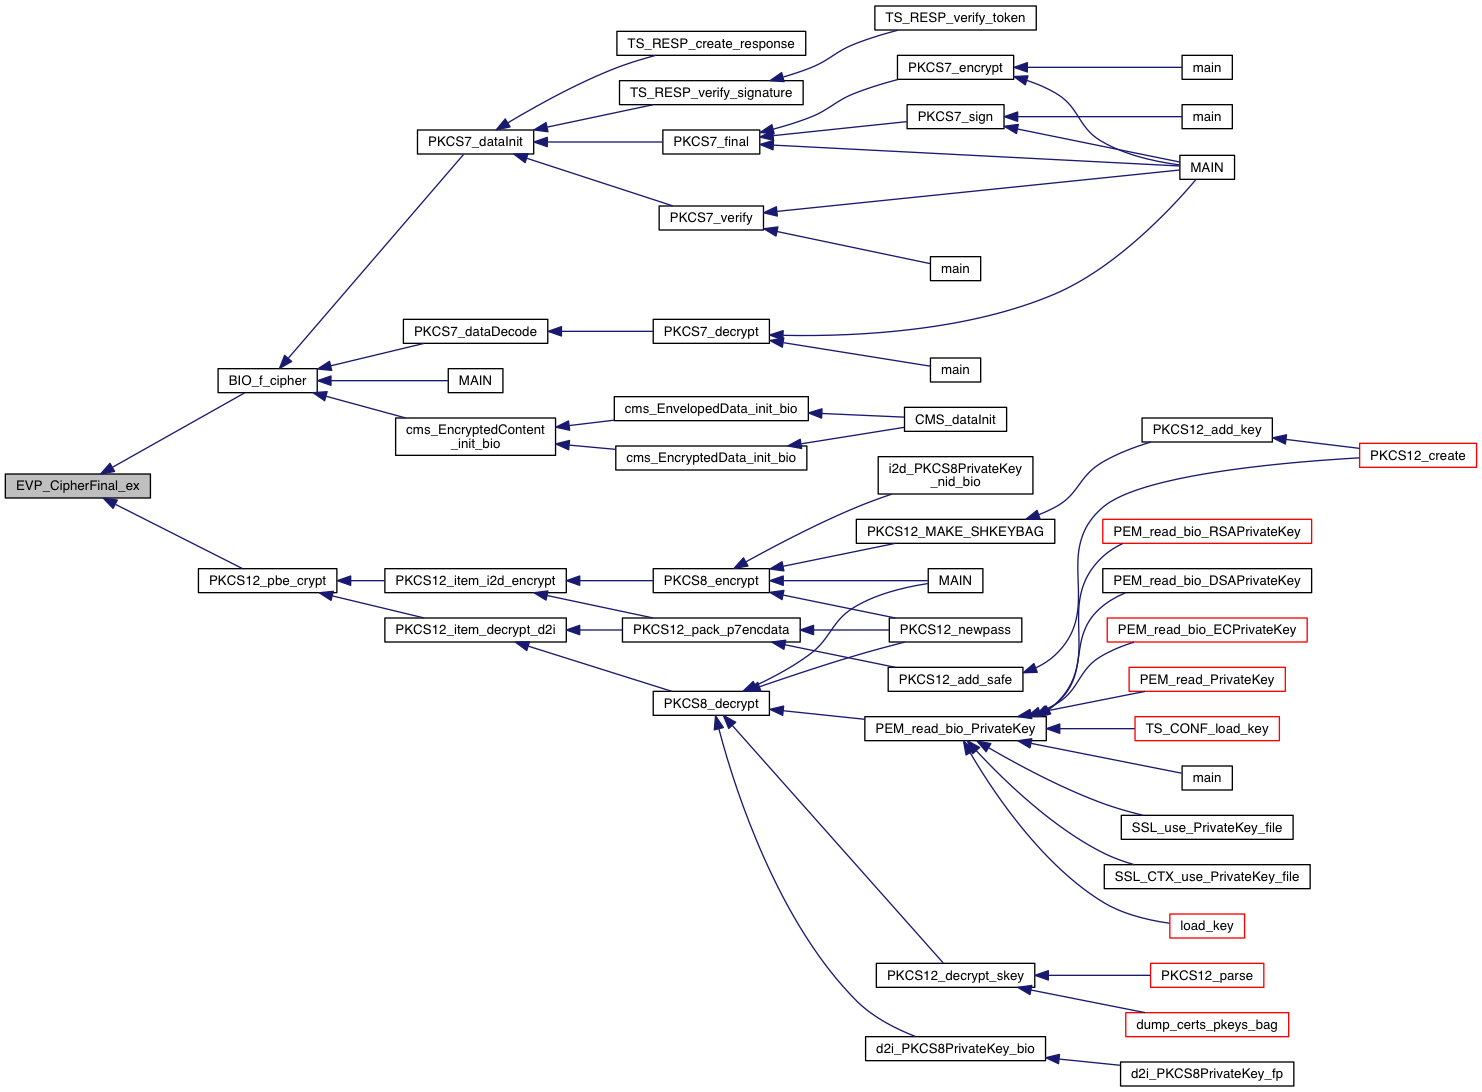 TS_RESP_verify_token
TS_RESP_create_response
PKCS7_encrypt
main
TS_RESP_verify_signature
PKCS7_sign
main
PKCS7_dataInit
PKCS7_final
MAIN
PKCS7_verify
main
PKCS7_dataDecode
PKCS7_decrypt
main
BIO_f_cipher
MAIN
cms_EnvelopedData_init_bio
CMS_dataInit
cms_EncryptedContent
_init_bio
cms_EncryptedData_init_bio
PKCS12_add_key
PKCS12_create
i2d_PKCS8PrivateKey
_nid_bio
EVP_CipherFinal_ex
PKCS12_MAKE_SHKEYBAG
PEM_read_bio_RSAPrivateKey
PKCS12_pbe_crypt
PKCS12_item_i2d_encrypt
PKCS8_encrypt
MAIN
PEM_read_bio_DSAPrivateKey
PKCS12_item_decrypt_d2i
PKCS12_pack_p7encdata
PKCS12_newpass
PEM_read_bio_ECPrivateKey
PKCS12_add_safe
PEM_read_PrivateKey
PKCS8_decrypt
PEM_read_bio_PrivateKey
TS_CONF_load_key
main
SSL_use_PrivateKey_file
SSL_CTX_use_PrivateKey_file
load_key
PKCS12_decrypt_skey
PKCS12_parse
dump_certs_pkeys_bag
d2i_PKCS8PrivateKey_bio
d2i_PKCS8PrivateKey_fp